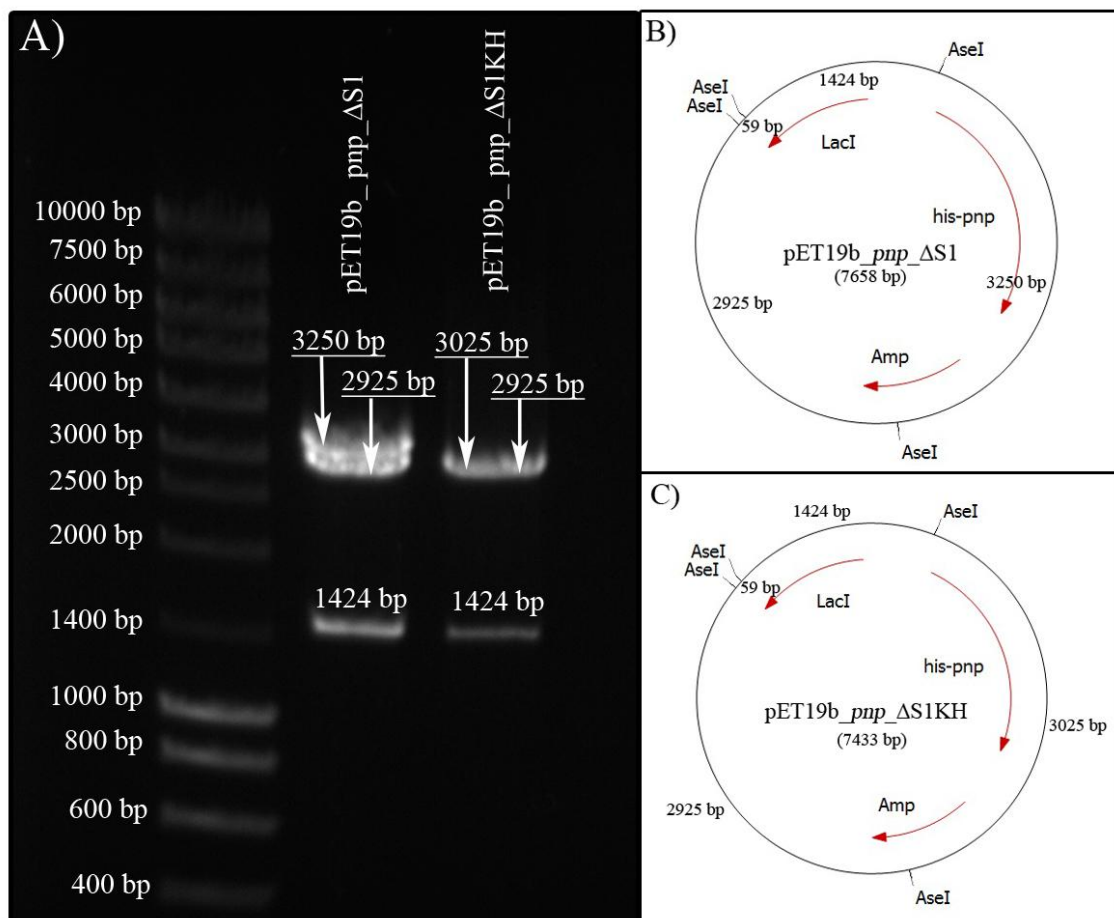 A)
pET19b_pnp_ΔS1
pET19b_pnp_ΔS1KH
10000 bp
7500 bp
6000 bp
5000 bp
4000 bp
3000 bp
2500 bp
2000 bp
1400 bp
1000 bp
800 bp
600 bp
400 bp
3250 bp
2925 bp
3025 bp
2925 bp
1424 bp
1424 bp
B)
AseI
1424 bp
AseI
AseI
59 bp
LacI
his-pnp
pET19b_pnp_ΔS1
(7658 bp)
3250 bp
2925 bp
Amp
AseI
C)
1424 bp
AseI
AseI
AseI
59 bp
LacI
his-pnp
pET19b_pnp_ΔS1KH
(7433 bp)
3025 bp
2925 bp
Amp
AseI